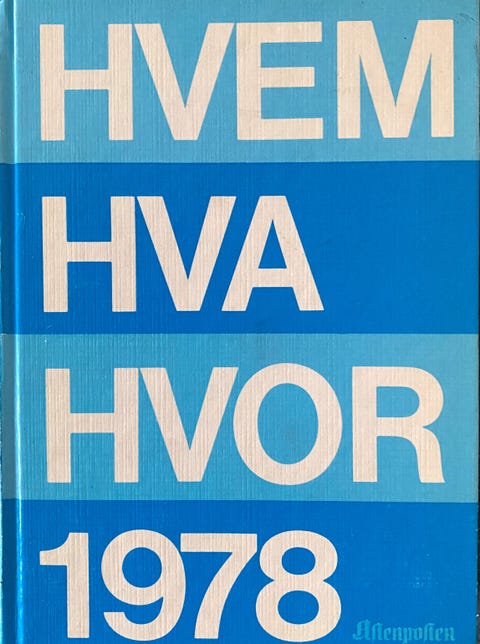 HVEM
HVA
HVOR
1978
Aftenposten